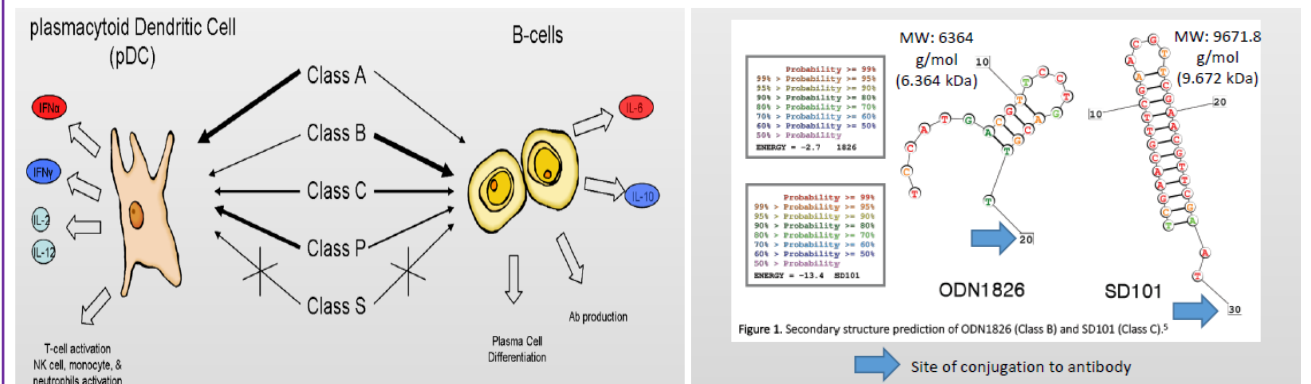 plasmacytoid Dendritic Cell
(pDC)
B-cells
Class A
Class B
Class C
Class P
Class S
IFNα
IFNγ
IL-2
IL-12
IL-6
IL-10
T-cell activation
NK cell, monocyte, &
neutrophils activation
Plasma Cell
Differentiation
Ab production
Probability >= 99%
99% > Probability >= 95%
95% > Probability >= 90%
90% > Probability >= 80%
80% > Probability >= 70%
70% > Probability >= 60%
60% > Probability >= 50%
50% > Probability
ENERGY = -2.7 1826
Probability >= 99%
99% > Probability >= 95%
95% > Probability >= 90%
90% > Probability >= 80%
80% > Probability >= 70%
70% > Probability >= 60%
60% > Probability >= 50%
50% > Probability
ENERGY = -13.4 SD101
MW: 6364
g/mol
(6.364 kDa)
10
20
ODN1826
MW: 9671.8
g/mol
(9.672 kDa)
10
20
30
SD101
Figure 1. Secondary structure prediction of ODN1826 (Class B) and SD101 (Class C).5
Site of conjugation to antibody